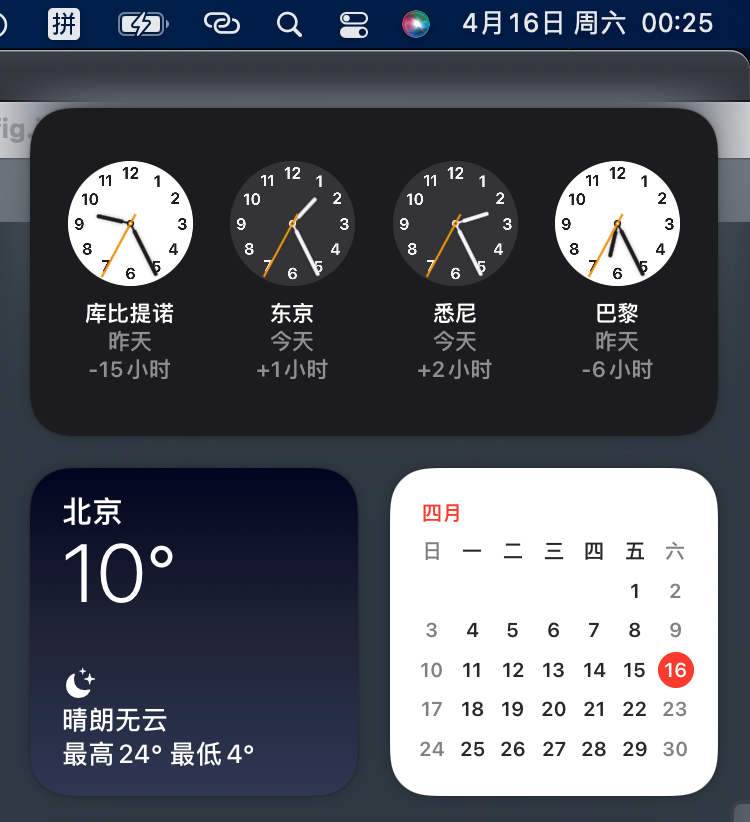 拼 4月16日 周六 00:25
fig.
12 1 2 3 4 5 6 7 8 9 10 11
12 1 2 3 4 5 6 7 8 9 10 11
12 1 2 3 4 5 6 7 8 9 10 11
12 1 2 3 4 5 6 7 8 9 10 11
库比提诺 东京 悉尼 巴黎
昨天 今天 今天 昨天
-15小时 +1小时 +2小时 -6小时
北京
10°
晴朗无云
最高24° 最低4°
四月
日 一 二 三 四 五 六
1 2
3 4 5 6 7 8 9
10 11 12 13 14 15 16
17 18 19 20 21 22 23
24 25 26 27 28 29 30